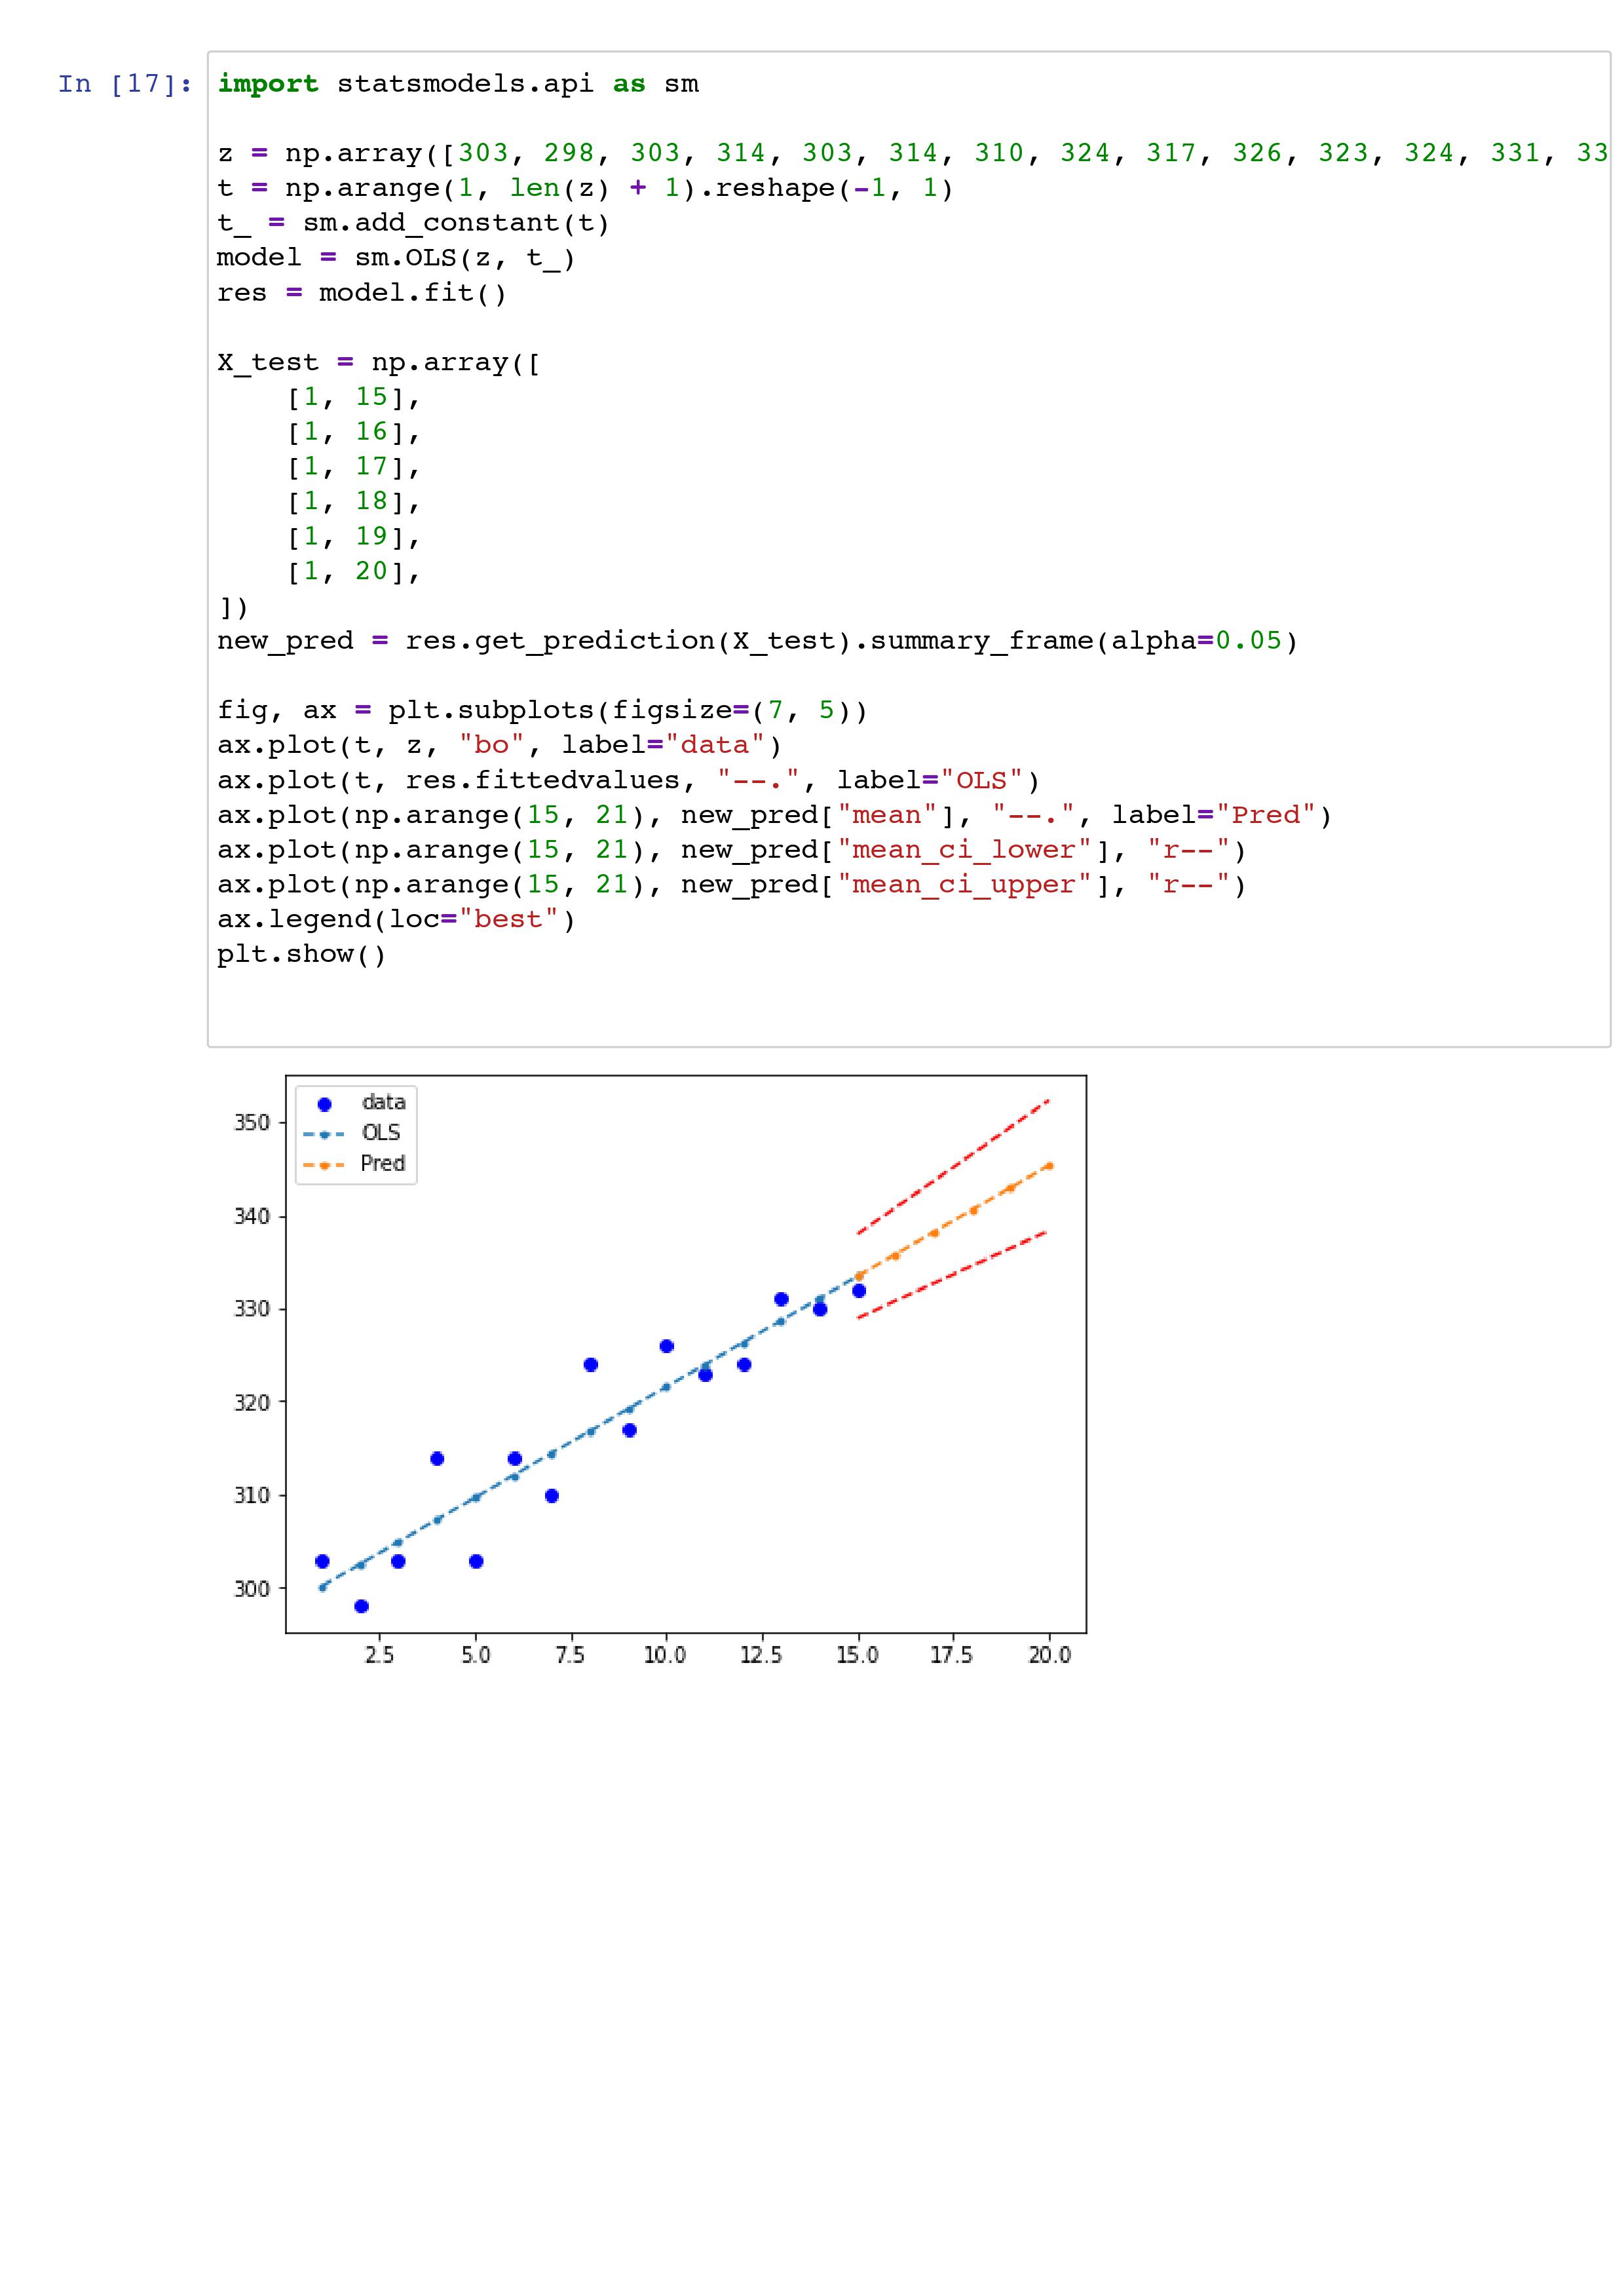 In [17]:
import statsmodels.api as sm
z = np.array([303, 298, 303, 314, 303, 314, 310, 324, 317, 326, 323, 324, 331, 33
t = np.arange(1, len(z) + 1).reshape(-1, 1)
t_ = sm.add_constant(t)
model = sm.OLS(z, t_)
res = model.fit()
X_test = np.array([
    [1, 15],
    [1, 16],
    [1, 17],
    [1, 18],
    [1, 19],
    [1, 20],
])
new_pred = res.get_prediction(X_test).summary_frame(alpha=0.05)
fig, ax = plt.subplots(figsize=(7, 5))
ax.plot(t, z, "bo", label="data")
ax.plot(t, res.fittedvalues, "--.", label="OLS")
ax.plot(np.arange(15, 21), new_pred["mean"], "--.", label="Pred")
ax.plot(np.arange(15, 21), new_pred["mean_ci_lower"], "r--")
ax.plot(np.arange(15, 21), new_pred["mean_ci_upper"], "r--")
ax.legend(loc="best")
plt.show()
data
OLS
Pred
350
340
330
320
310
300
2.5 5.0 7.5 10.0 12.5 15.0 17.5 20.0